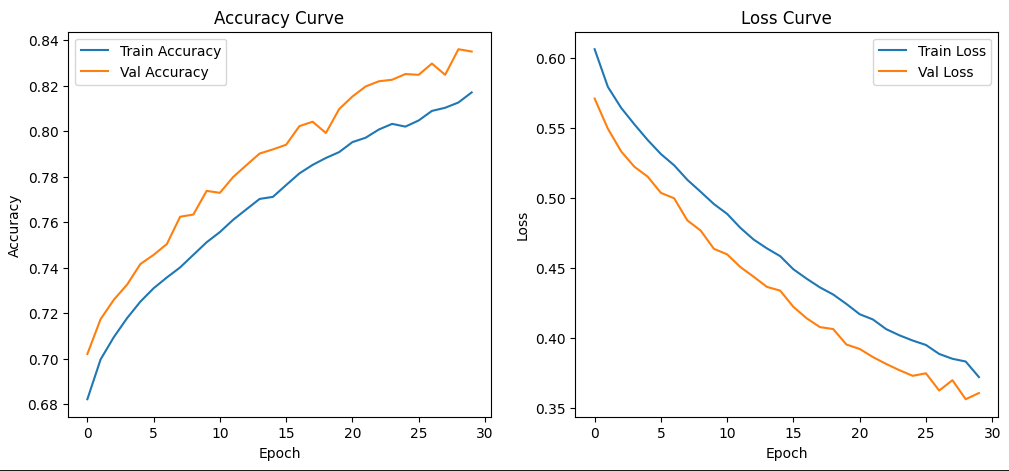 Accuracy Curve
0.84
0.82
0.80
0.78
0.76
0.74
0.72
0.70
0.68
Accuracy
Train Accuracy
Val Accuracy
0 5 10 15 20 25 30
Epoch
Loss Curve
0.60
0.55
0.50
0.45
0.40
0.35
Loss
Train Loss
Val Loss
0 5 10 15 20 25 30
Epoch